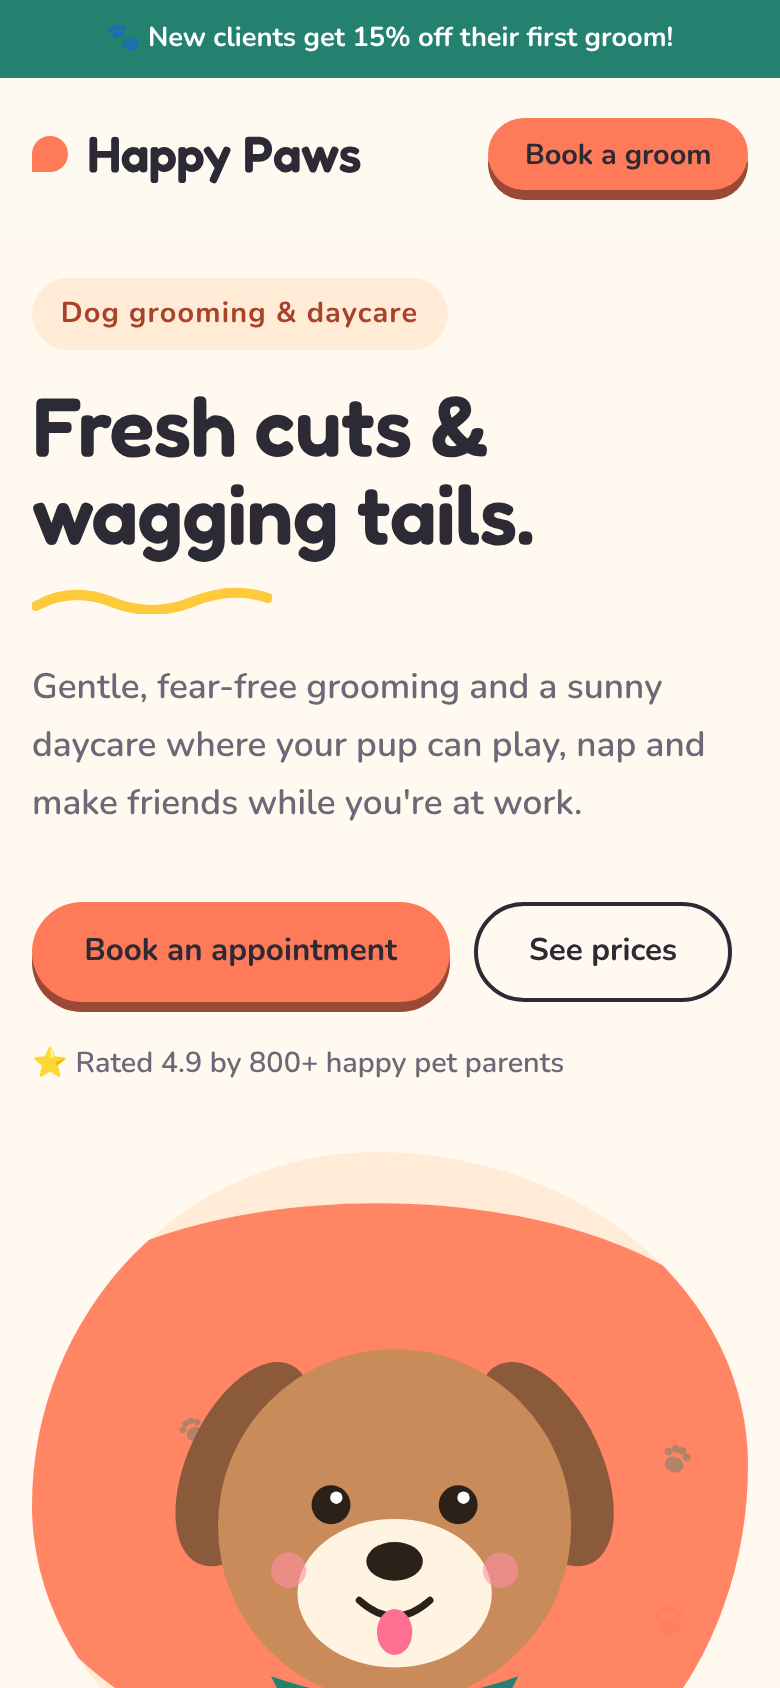 🐾 New clients get 15% off their first groom!
Happy Paws
Book a groom
Dog grooming & daycare
Fresh cuts &
wagging tails.
Gentle, fear-free grooming and a sunny
daycare where your pup can play, nap and
make friends while you're at work.
Book an appointment
See prices
⭐ Rated 4.9 by 800+ happy pet parents